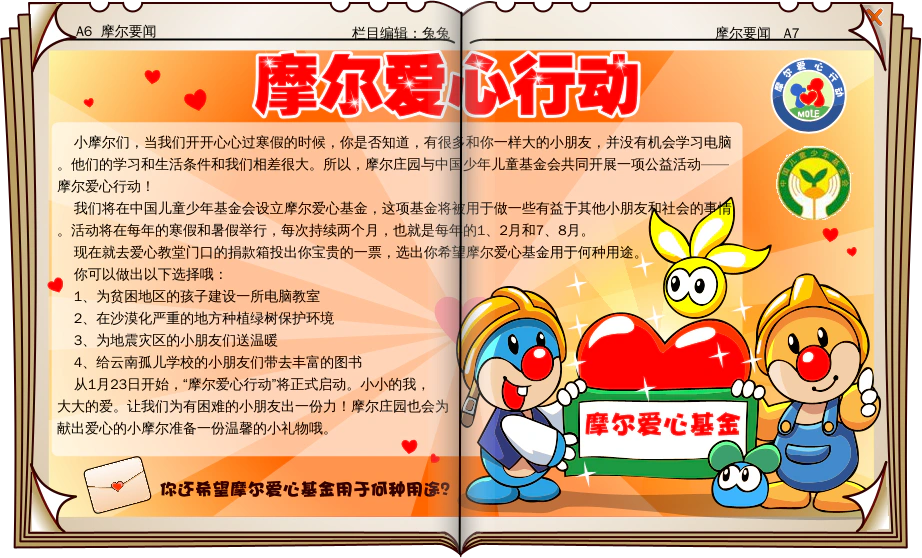 A6 摩尔要闻
栏目编辑：兔兔
摩尔要闻 A7
摩尔爱心行动
摩尔爱心行动
MOLE
中国儿童少年基金会
小摩尔们，当我们开开心心过寒假的时候，你是否知道，有很多和你一样大的小朋友，并没有机会学习电脑
。他们的学习和生活条件和我们相差很大。所以，摩尔庄园与中国少年儿童基金会共同开展一项公益活动——
摩尔爱心行动！
我们将在中国儿童少年基金会设立摩尔爱心基金，这项基金将被用于做一些有益于其他小朋友和社会的事情
。活动将在每年的寒假和暑假举行，每次持续两个月，也就是每年的1、2月和7、8月。
现在就去爱心教堂门口的捐款箱投出你宝贵的一票，选出你希望摩尔爱心基金用于何种用途。
你可以做出以下选择哦：
1、为贫困地区的孩子建设一所电脑教室
2、在沙漠化严重的地方种植绿树保护环境
3、为地震灾区的小朋友们送温暖
4、给云南孤儿学校的小朋友们带去丰富的图书
从1月23日开始，“摩尔爱心行动”将正式启动。小小的我，
大大的爱。让我们为有困难的小朋友出一份力！摩尔庄园也会为
献出爱心的小摩尔准备一份温馨的小礼物哦。
摩尔爱心基金
你还希望摩尔爱心基金用于何种用途？